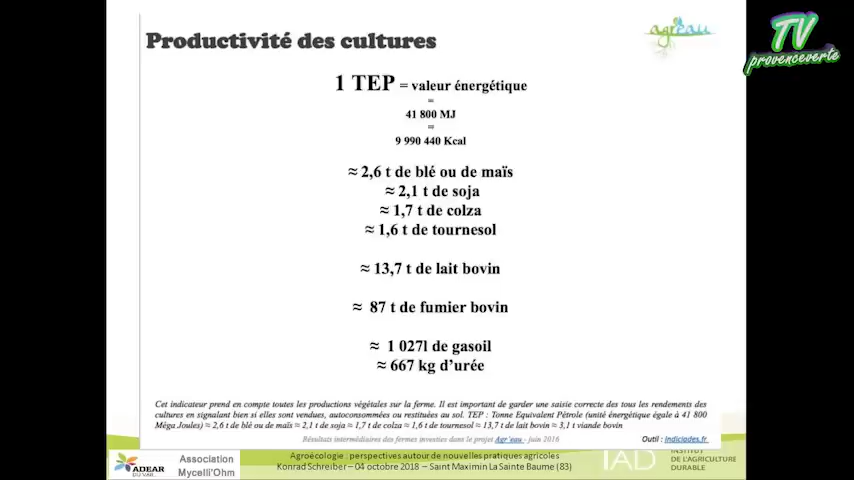 Productivité des cultures
agr'eau
TV
provenceverte
1 TEP = valeur énergétique
=
41 800 MJ
=
9 990 440 Kcal
≈ 2,6 t de blé ou de maïs
≈ 2,1 t de soja
≈ 1,7 t de colza
≈ 1,6 t de tournesol
≈ 13,7 t de lait bovin
≈ 87 t de fumier bovin
≈ 1 027l de gasoil
≈ 667 kg d'urée
Cet indicateur prend en compte toutes les productions végétales sur la ferme. Il est important de garder une saisie correcte des tous les rendements des
cultures en signalant bien si elles sont vendues, autoconsommées ou restituées au sol. TEP : Tonne Equivalent Pétrole (unité énergétique égale à 41 800
Méga Joules) ≈ 2,6 t de blé ou de maïs ≈ 2,1 t de soja ≈ 1,7 t de colza ≈ 1,6 t de tournesol ≈ 13,7 t de lait bovin ≈ 3,1 t viande bovin
Résultats intermédiaires des fermes investies dans le projet Agr'eau - juin 2016
Outil : Indiciades.fr
ADEAR
DU VAR
Association
Mycelli'Ohm
Agroécologie : perspectives autour de nouvelles pratiques agricoles
Konrad Schreiber – 04 octobre 2018 – Saint Maximin La Sainte Baume (83)
IAD
INSTITUT
DE L'AGRICULTURE
DURABLE